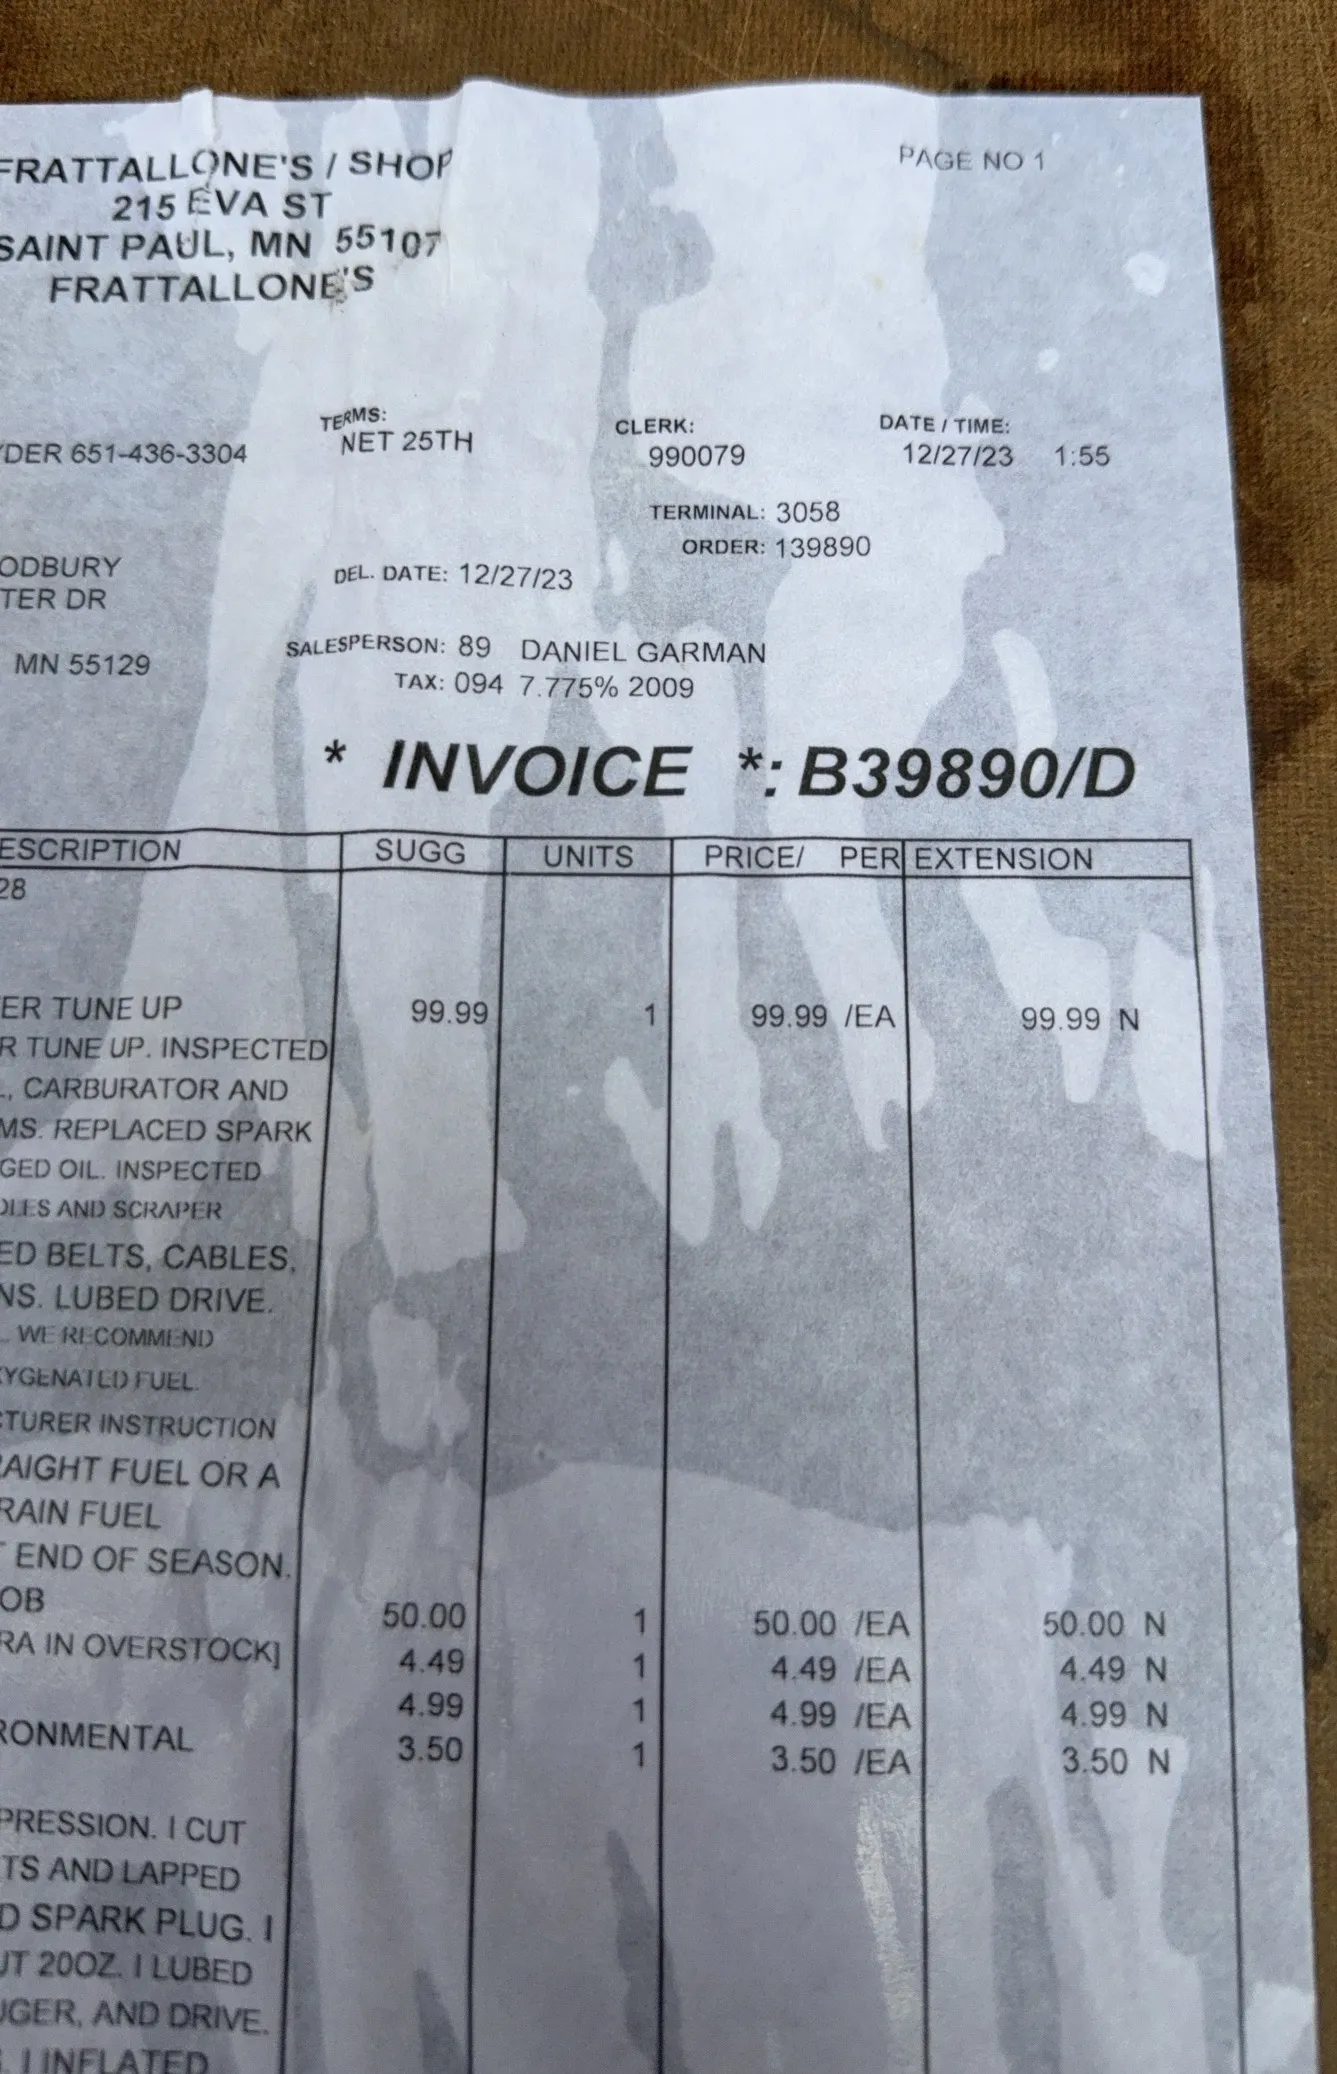 FRATTALLONE'S / SHOP
215 EVA ST
SAINT PAUL, MN 55107
FRATTALLONE'S
PAGE NO 1
TERMS:
NET 25TH
CLERK:
990079
DATE / TIME:
12/27/23 1:55
YDER 651-436-3304
TERMINAL: 3058
ORDER: 139890
ODBURY
TER DR
DEL. DATE: 12/27/23
MN 55129
SALESPERSON: 89 DANIEL GARMAN
TAX: 094 7.775% 2009
* INVOICE *: B39890/D
ESCRIPTION SUGG UNITS PRICE/ PER EXTENSION
28
ER TUNE UP 99.99 1 99.99 /EA 99.99 N
R TUNE UP. INSPECTED
L, CARBURATOR AND
MS. REPLACED SPARK
GED OIL. INSPECTED
DLES AND SCRAPER
ED BELTS, CABLES,
NS. LUBED DRIVE.
. WE RECOMMEND
XYGENATED FUEL.
CTURER INSTRUCTION
RAIGHT FUEL OR A
RAIN FUEL
T END OF SEASON.
OB 50.00 1 50.00 /EA 50.00 N
RA IN OVERSTOCK] 4.49 1 4.49 /EA 4.49 N
4.99 1 4.99 /EA 4.99 N
RONMENTAL 3.50 1 3.50 /EA 3.50 N
PRESSION. I CUT
TS AND LAPPED
D SPARK PLUG. I
UT 20OZ. I LUBED
UGER, AND DRIVE.
. I INFLATED